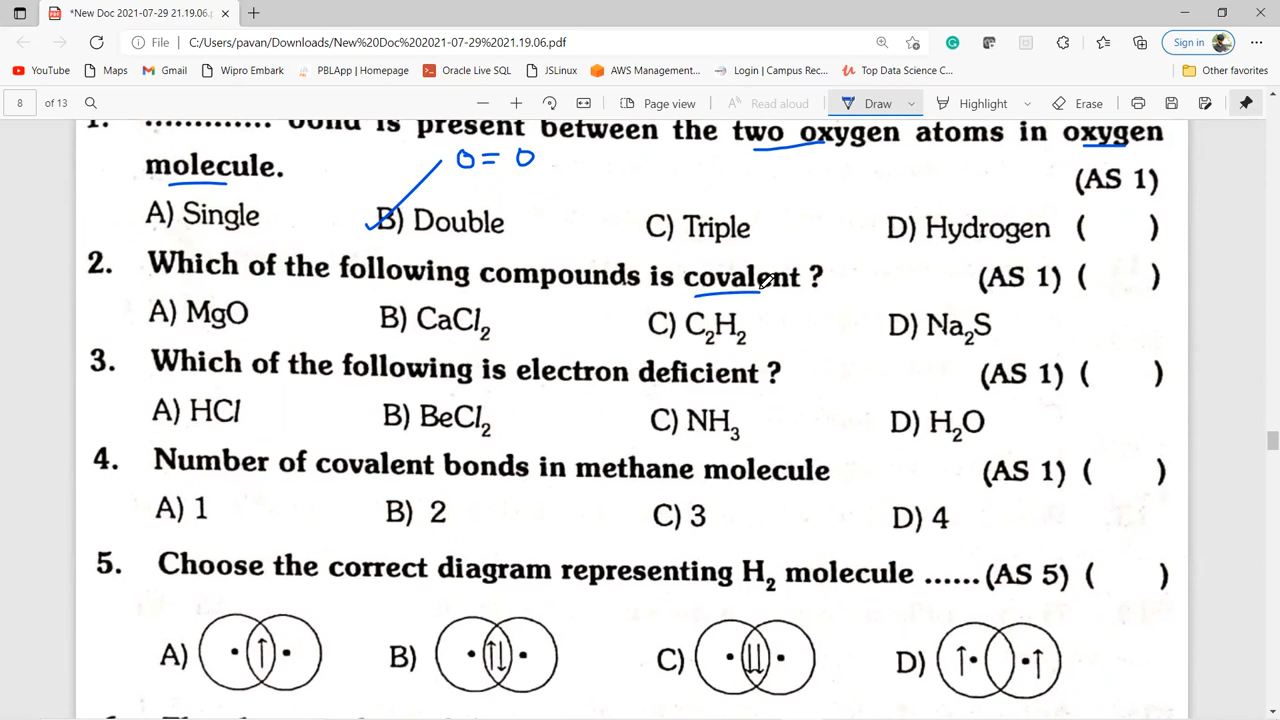 *New Doc 2021-07-29 21.19.06.p
File C:/Users/pavan/Downloads/New%20Doc%202021-07-29%2021.19.06.pdf Sign in
YouTube Maps Gmail Wipro Embark PBLApp | Homepage Oracle Live SQL JSLinux AWS Management... Login | Campus Rec... Top Data Science C... Other favorites
8 of 13 Page view Read aloud Draw Highlight Erase
1. ............. bond is present between the two oxygen atoms in oxygen
molecule. O = O (AS 1)
A) Single B) Double C) Triple D) Hydrogen ( )
2. Which of the following compounds is covalent ? (AS 1) ( )
A) MgO B) CaCl₂ C) C₂H₂ D) Na₂S
3. Which of the following is electron deficient ? (AS 1) ( )
A) HCl B) BeCl₂ C) NH₃ D) H₂O
4. Number of covalent bonds in methane molecule (AS 1) ( )
A) 1 B) 2 C) 3 D) 4
5. Choose the correct diagram representing H₂ molecule ...... (AS 5) ( )
A) B) C) D)